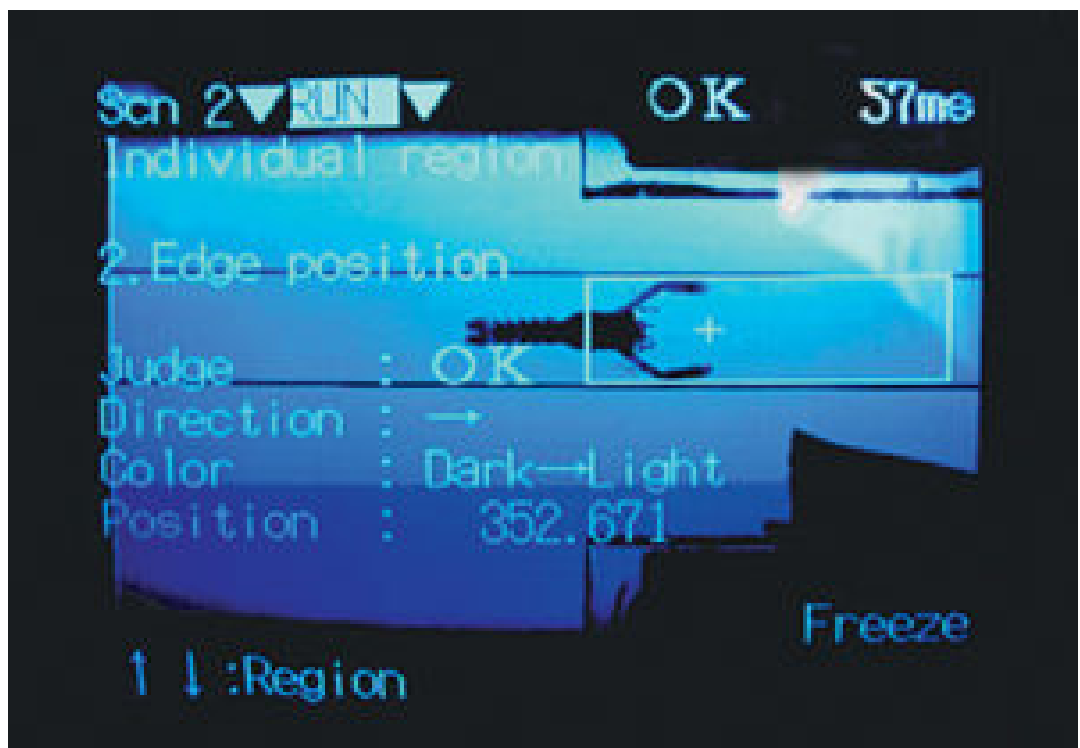 Scn 2▼RUN ▼ OK 57ms
Individual region
2.Edge position
Judge : OK
Direction : →
Color : Dark→Light
Position : 352.671
Freeze
↑ ↓ :Region